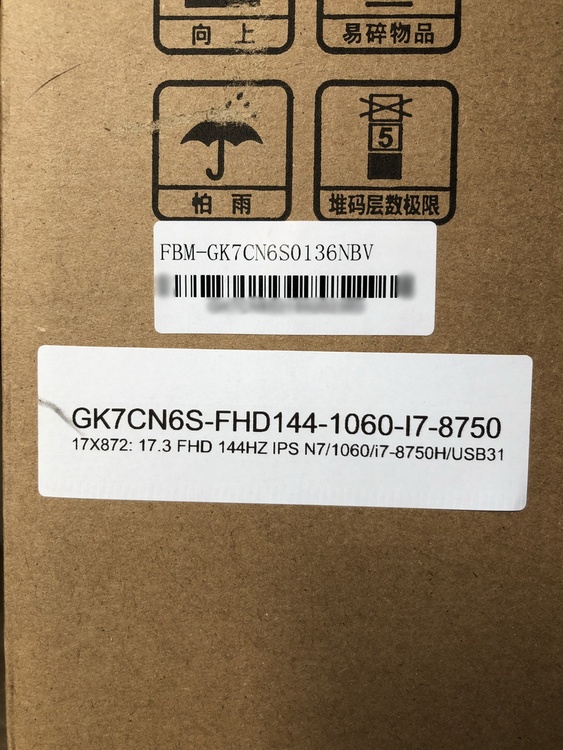 向 上
易碎物品
5
怕 雨
堆码层数极限
FBM-GK7CN6S0136NBV
GK7CN6S-FHD144-1060-I7-8750
17X872: 17.3 FHD 144HZ IPS N7/1060/i7-8750H/USB31